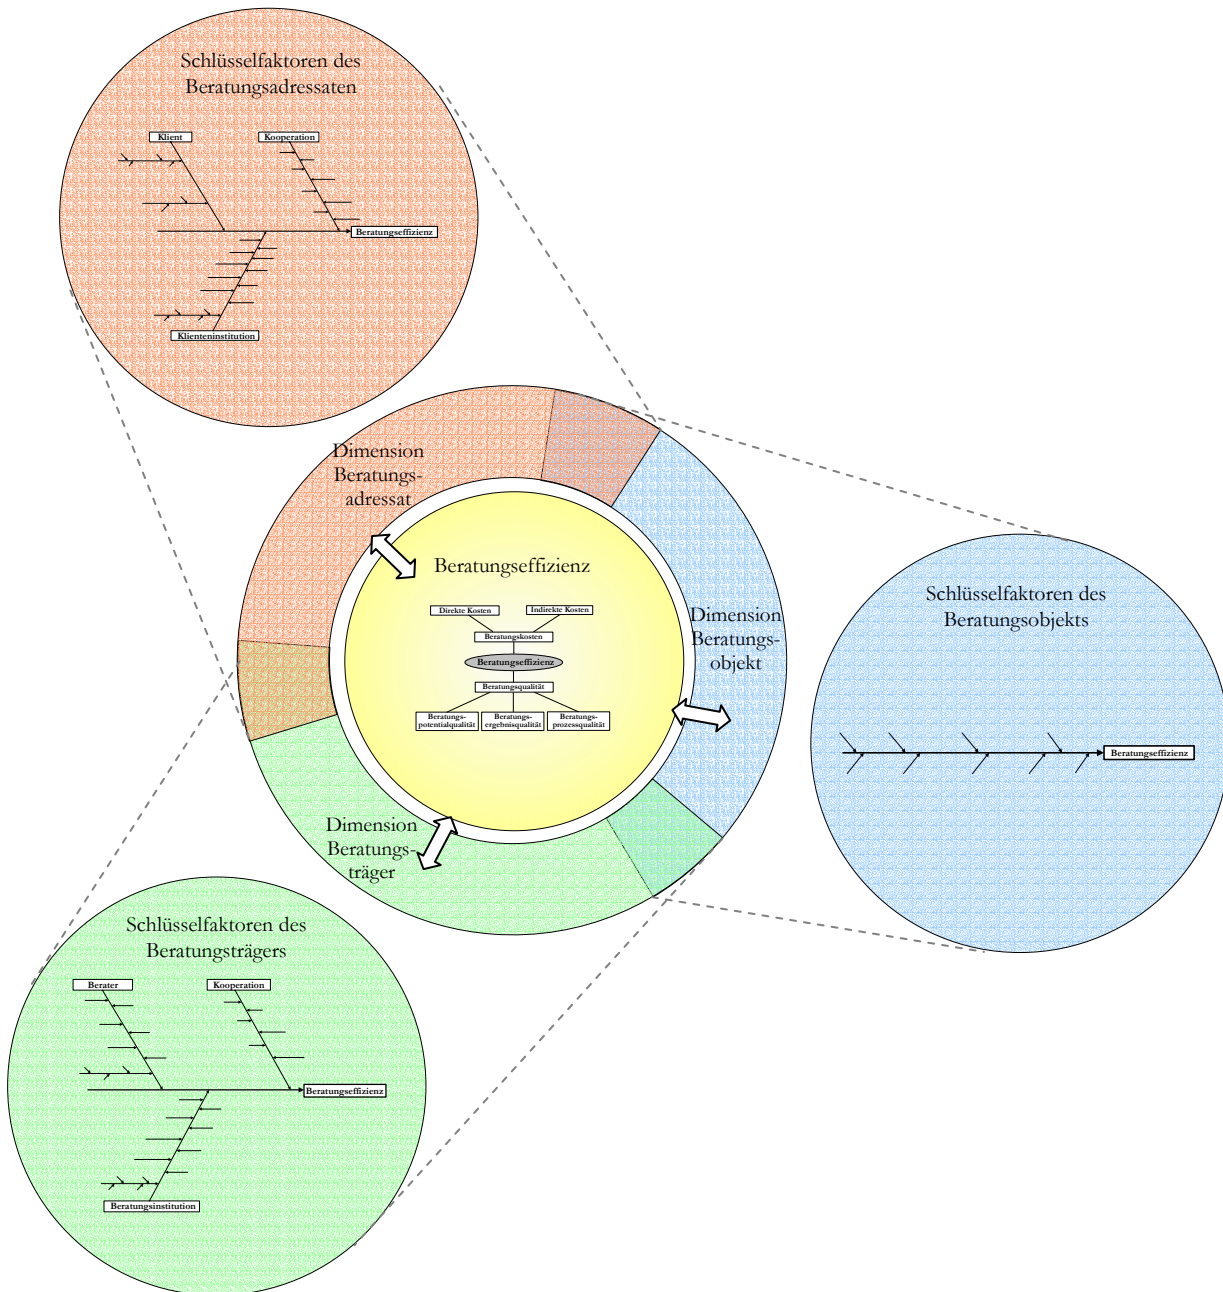 Schlüsselfaktoren des
Beratungsadressaten
Klient
Kooperation
Beratungseffizienz
Klienteninstitution
Dimension
Beratungs-
adressat
Beratungseffizienz
Direkte Kosten
Indirekte Kosten
Beratungskosten
Beratungseffizienz
Beratungsqualität
Beratungs-
potentialqualität
Beratungs-
ergebnisqualität
Beratungs-
prozessqualität
Dimension
Beratungs-
objekt
Schlüsselfaktoren des
Beratungsobjekts
Beratungseffizienz
Dimension
Beratungs-
träger
Schlüsselfaktoren des
Beratungsträgers
Berater
Kooperation
Beratungseffizienz
Beratungsinstitution